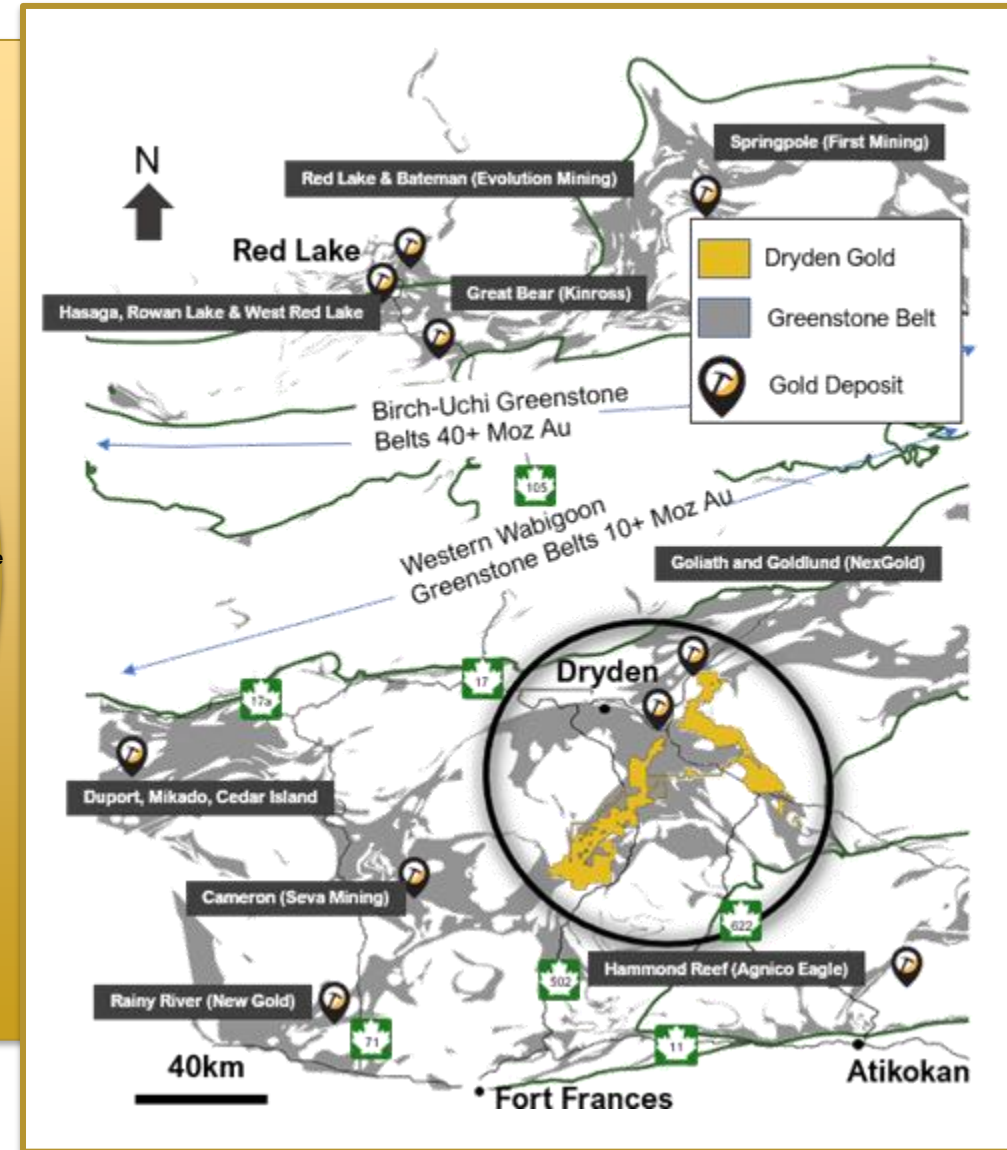 N
Springpole (First Mining)
Red Lake & Bateman (Evolution Mining)
Red Lake
Great Bear (Kinross)
Hasaga, Rowan Lake & West Red Lake
Dryden Gold
Greenstone Belt
Gold Deposit
Birch-Uchi Greenstone
Belts 40+ Moz Au
105
Western Wabigoon
Greenstone Belts 10+ Moz Au
Goliath and Goldlund (NexGold)
Dryden
17
17a
Duport, Mikado, Cedar Island
Cameron (Seva Mining)
622
Hammond Reef (Agnico Eagle)
502
Rainy River (New Gold)
71
11
40km
Atikokan
Fort Frances